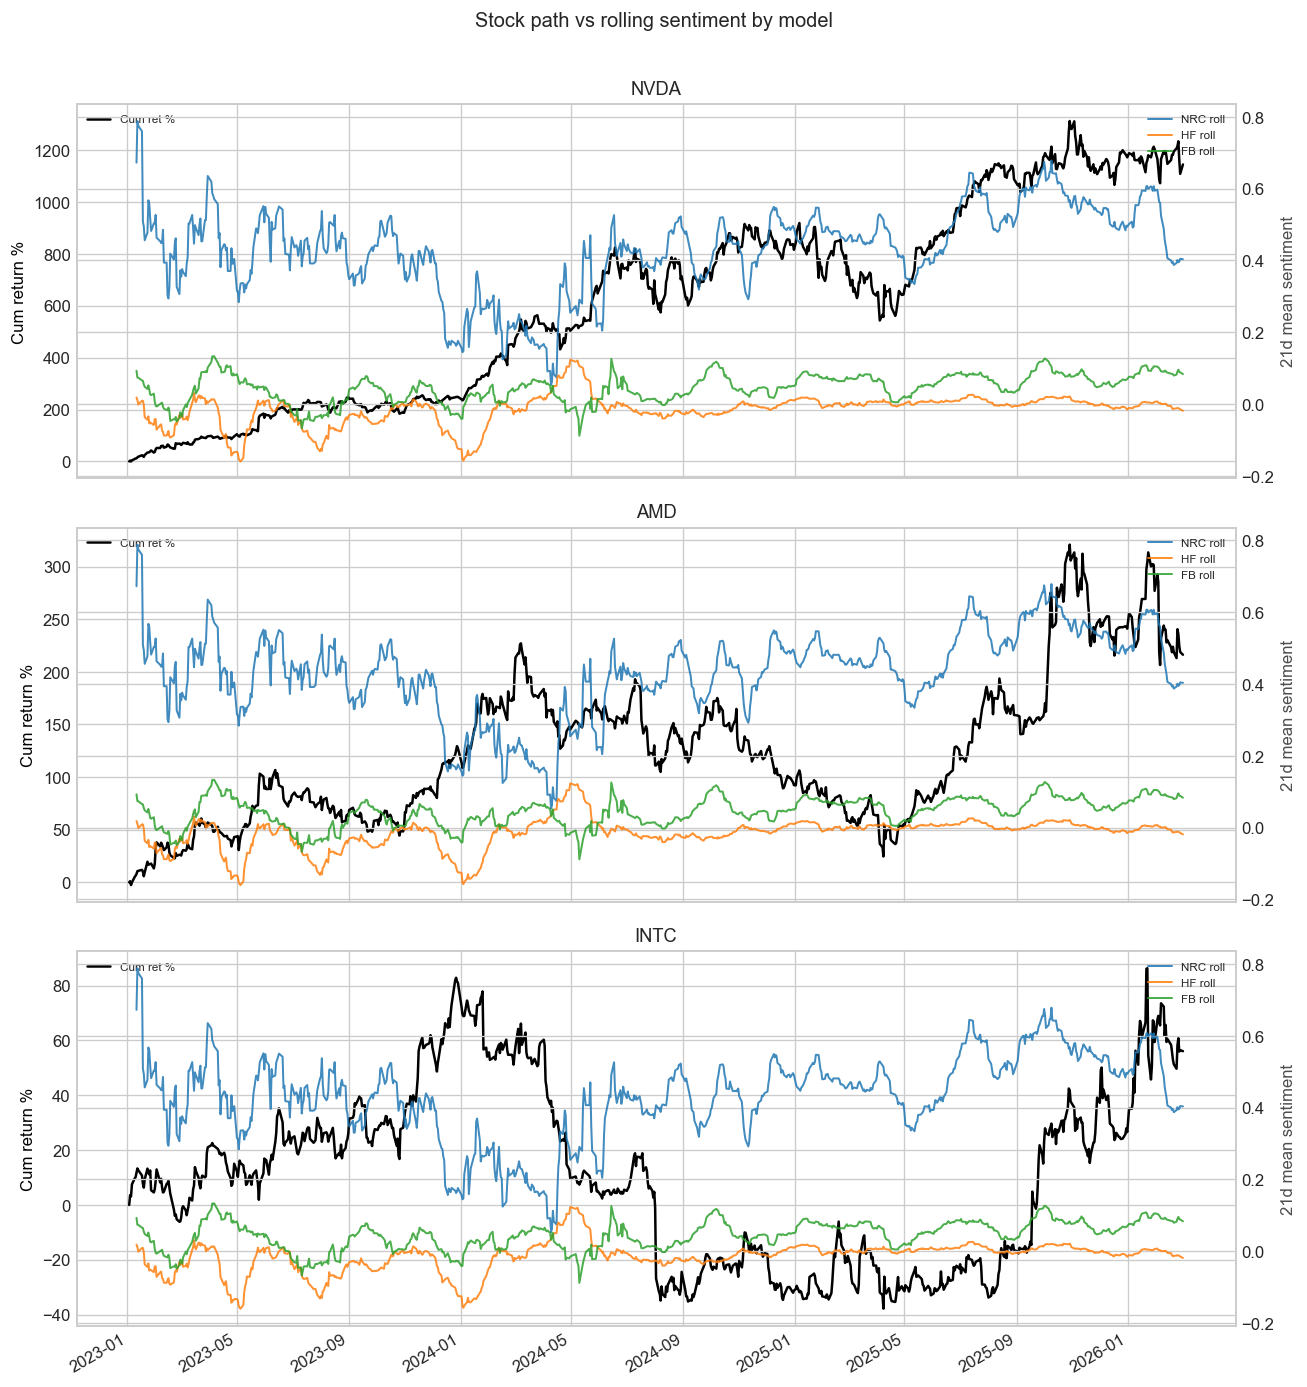 Stock path vs rolling sentiment by model
NVDA
Cum return %
1200
1000
800
600
400
200
0
Cum ret %
NRC roll
HF roll
FB roll
0.8
0.6
0.4
0.2
0.0
−0.2
21d mean sentiment
AMD
Cum return %
300
250
200
150
100
50
0
Cum ret %
NRC roll
HF roll
FB roll
0.8
0.6
0.4
0.2
0.0
−0.2
21d mean sentiment
INTC
Cum return %
80
60
40
20
0
−20
−40
Cum ret %
NRC roll
HF roll
FB roll
0.8
0.6
0.4
0.2
0.0
−0.2
21d mean sentiment
2023-01
2023-05
2023-09
2024-01
2024-05
2024-09
2025-01
2025-05
2025-09
2026-01